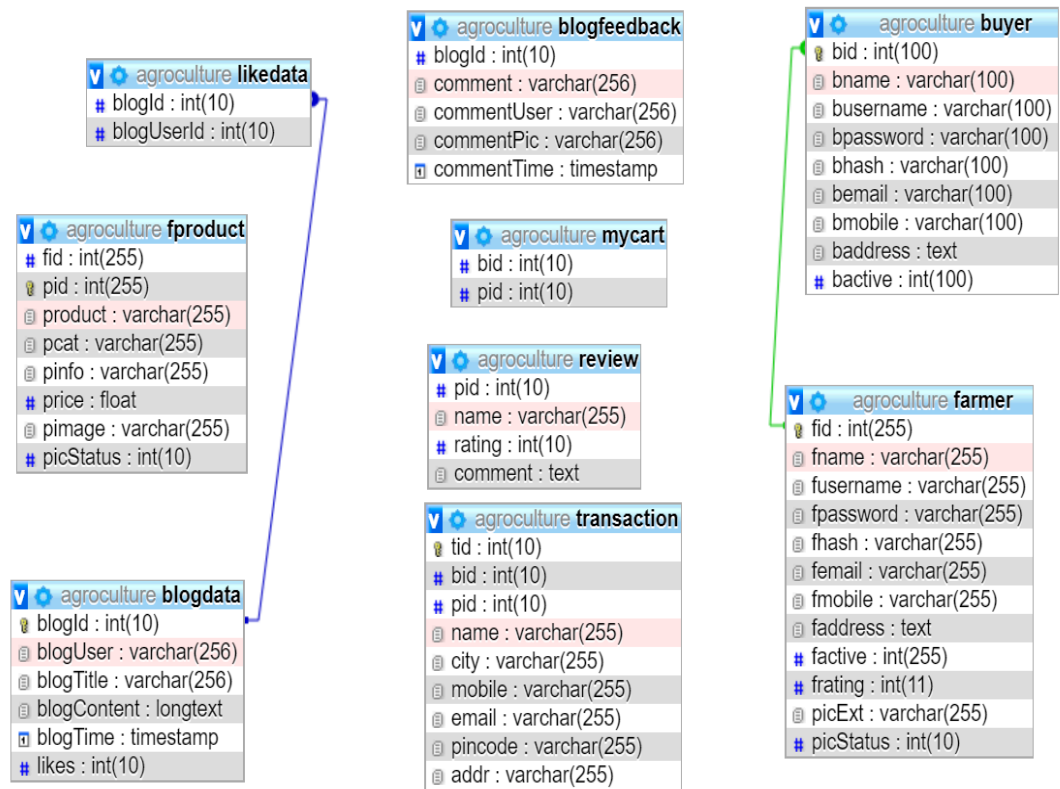 agroculture likedata
blogId : int(10)
blogUserId : int(10)
agroculture fproduct
fid : int(255)
pid : int(255)
product : varchar(255)
pcat : varchar(255)
pinfo : varchar(255)
price : float
pimage : varchar(255)
picStatus : int(10)
agroculture blogdata
blogId : int(10)
blogUser : varchar(256)
blogTitle : varchar(256)
blogContent : longtext
blogTime : timestamp
likes : int(10)
agroculture blogfeedback
blogId : int(10)
comment : varchar(256)
commentUser : varchar(256)
commentPic : varchar(256)
commentTime : timestamp
agroculture mycart
bid : int(10)
pid : int(10)
agroculture review
pid : int(10)
name : varchar(255)
rating : int(10)
comment : text
agroculture transaction
tid : int(10)
bid : int(10)
pid : int(10)
name : varchar(255)
city : varchar(255)
mobile : varchar(255)
email : varchar(255)
pincode : varchar(255)
addr : varchar(255)
agroculture buyer
bid : int(100)
bname : varchar(100)
busername : varchar(100)
bpassword : varchar(100)
bhash : varchar(100)
bemail : varchar(100)
bmobile : varchar(100)
baddress : text
bactive : int(100)
agroculture farmer
fid : int(255)
fname : varchar(255)
fusername : varchar(255)
fpassword : varchar(255)
fhash : varchar(255)
femail : varchar(255)
fmobile : varchar(255)
faddress : text
factive : int(255)
frating : int(11)
picExt : varchar(255)
picStatus : int(10)